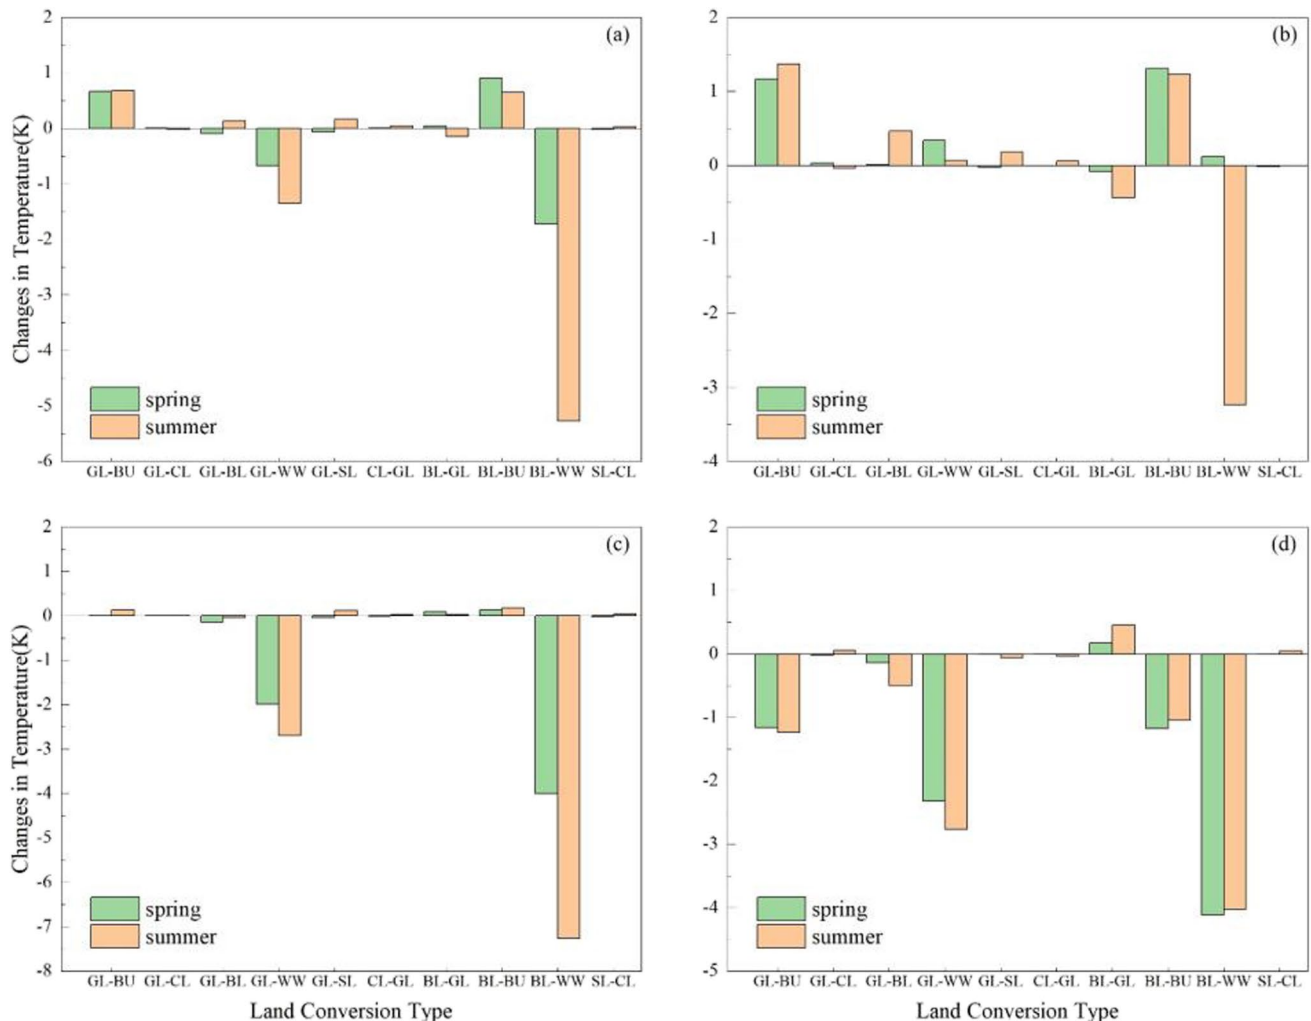 (a)
2
1
0
-1
-2
-3
-4
-5
-6
Changes in Temperature(K)
spring
summer
GL-BU GL-CL GL-BL GL-WW GL-SL CL-GL BL-GL BL-BU BL-WW SL-CL
(b)
2
1
0
-1
-2
-3
-4
spring
summer
GL-BU GL-CL GL-BL GL-WW GL-SL CL-GL BL-GL BL-BU BL-WW SL-CL
(c)
2
1
0
-1
-2
-3
-4
-5
-6
-7
-8
Changes in Temperature(K)
spring
summer
GL-BU GL-CL GL-BL GL-WW GL-SL CL-GL BL-GL BL-BU BL-WW SL-CL
Land Conversion Type
(d)
2
1
0
-1
-2
-3
-4
-5
spring
summer
GL-BU GL-CL GL-BL GL-WW GL-SL CL-GL BL-GL BL-BU BL-WW SL-CL
Land Conversion Type